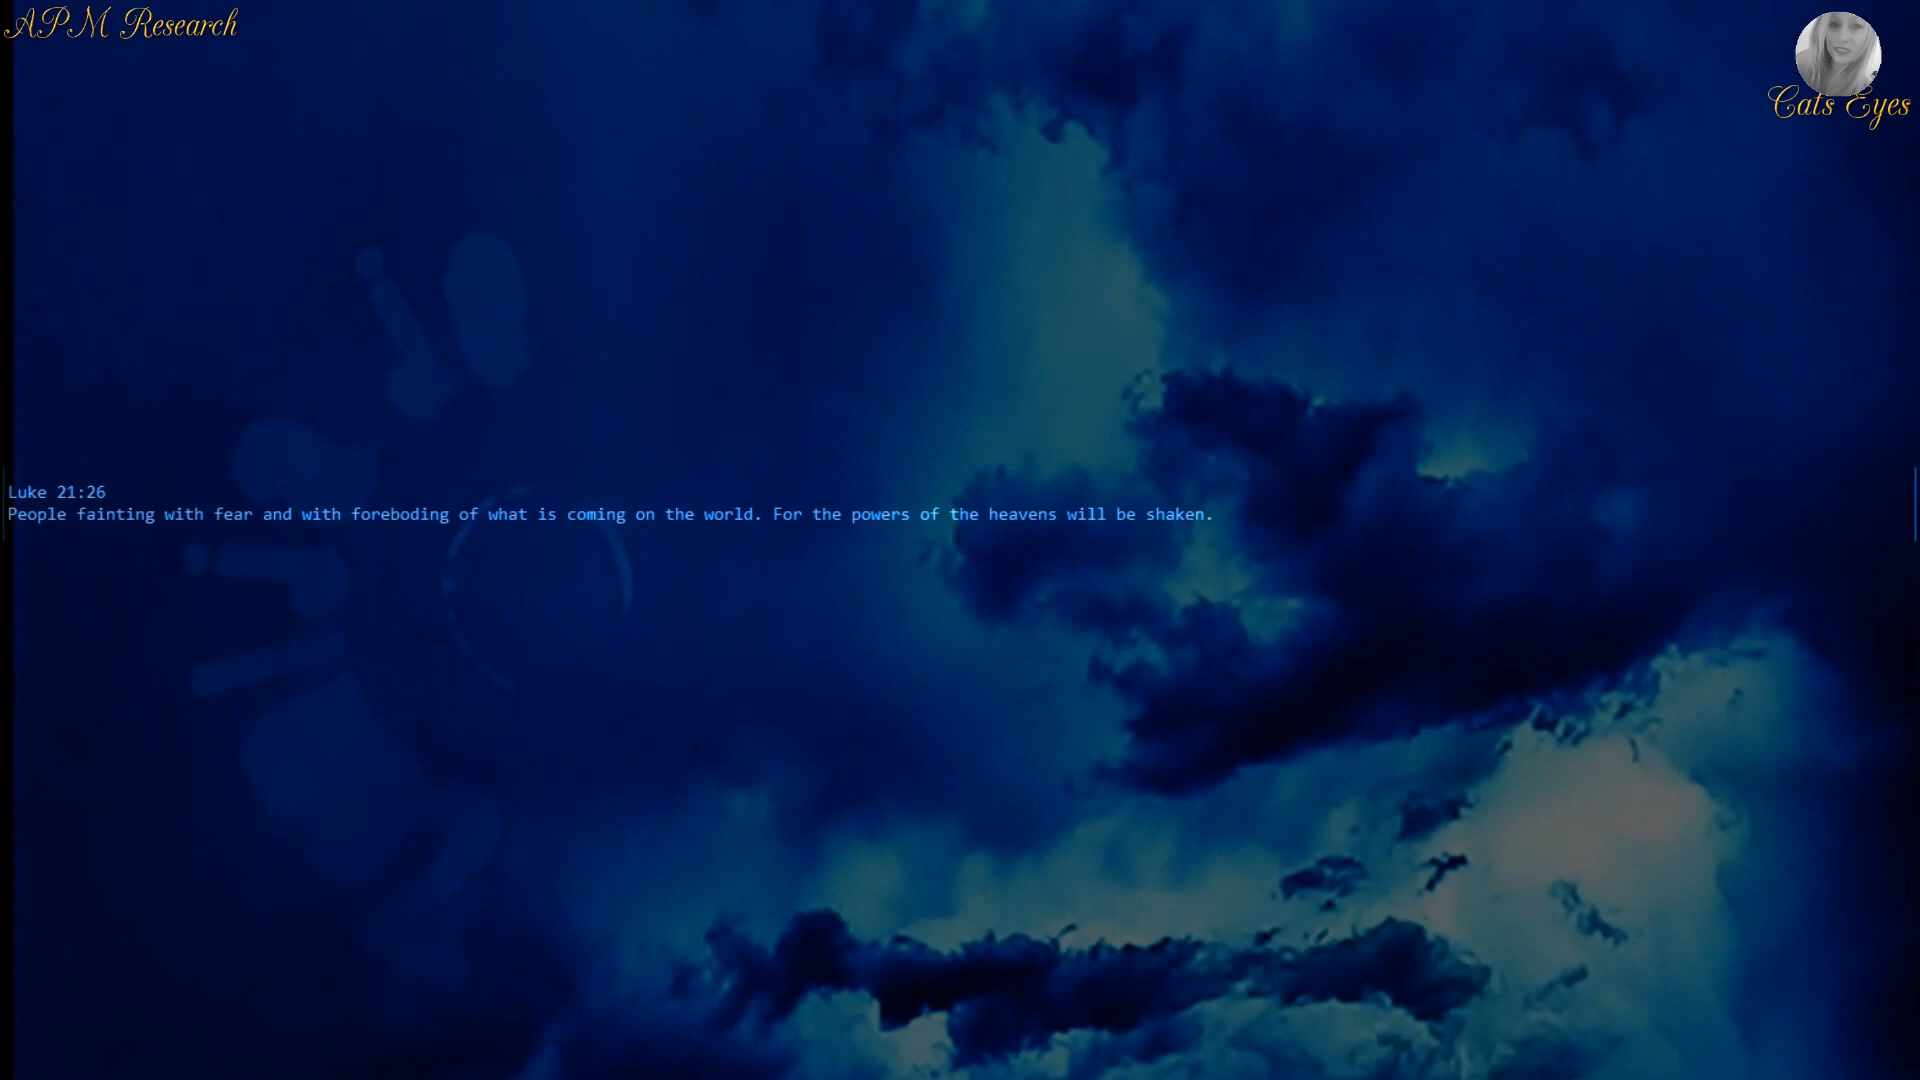 APM Research
Cats Eyes
Luke 21:26
People fainting with fear and with foreboding of what is coming on the world. For the powers of the heavens will be shaken.